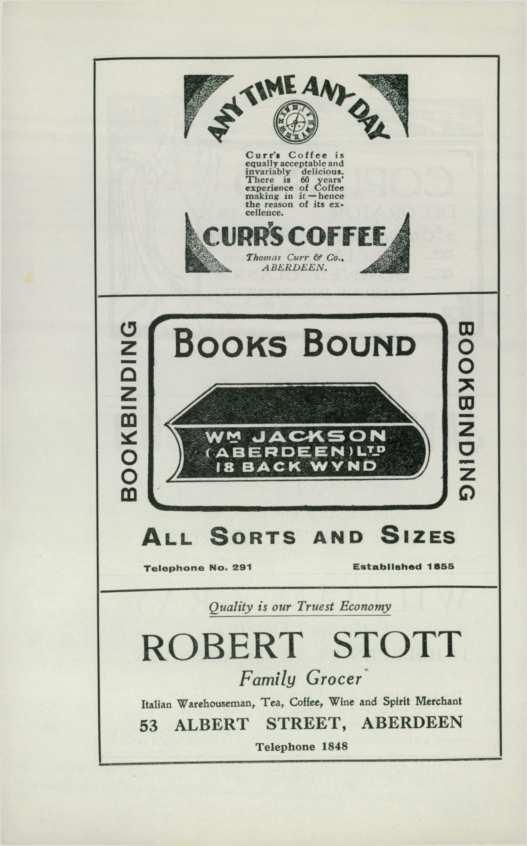 ANY TIME ANY DAY
Curr's Coffee is
equally acceptable and
invariably delicious.
There is 60 years'
experience of Coffee
making in it—hence
the reason of its ex-
cellence.
CURR'S COFFEE
Thomas Curr & Co.,
ABERDEEN.
BOOKBINDING
BOOKS BOUND
WM JACKSON
(ABERDEEN) LTD
18 BACK WYND
BOOKBINDING
ALL SORTS AND SIZES
Telephone No. 291 Established 1855
Quality is our Truest Economy
ROBERT STOTT
Family Grocer
Italian Warehouseman, Tea, Coffee, Wine and Spirit Merchant
53 ALBERT STREET, ABERDEEN
Telephone 1848